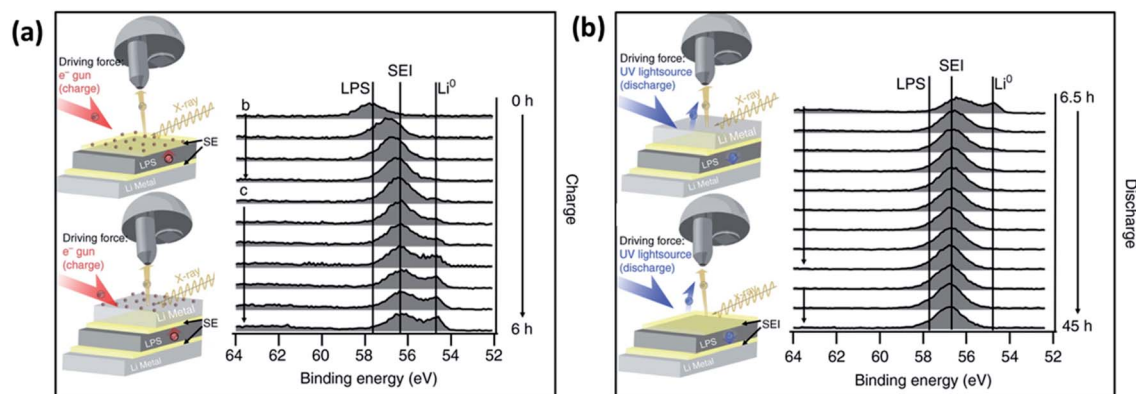 (a)
Driving force:
e⁻ gun
(charge)
X-ray
SE
LPS
Li Metal
Driving force:
e⁻ gun
(charge)
X-ray
Li Metal
SE
LPS
Li Metal
SEI
LPS
Li⁰
0 h
b
c
6 h
Charge
64 62 60 58 56 54 52
Binding energy (eV)
(b)
Driving force:
UV lightsource
(discharge)
X-ray
Li Metal
SE
LPS
Li Metal
Driving force:
UV lightsource
(discharge)
X-ray
SEI
LPS
Li Metal
SEI
LPS
Li⁰
6.5 h
45 h
Discharge
64 62 60 58 56 54 52
Binding energy (eV)